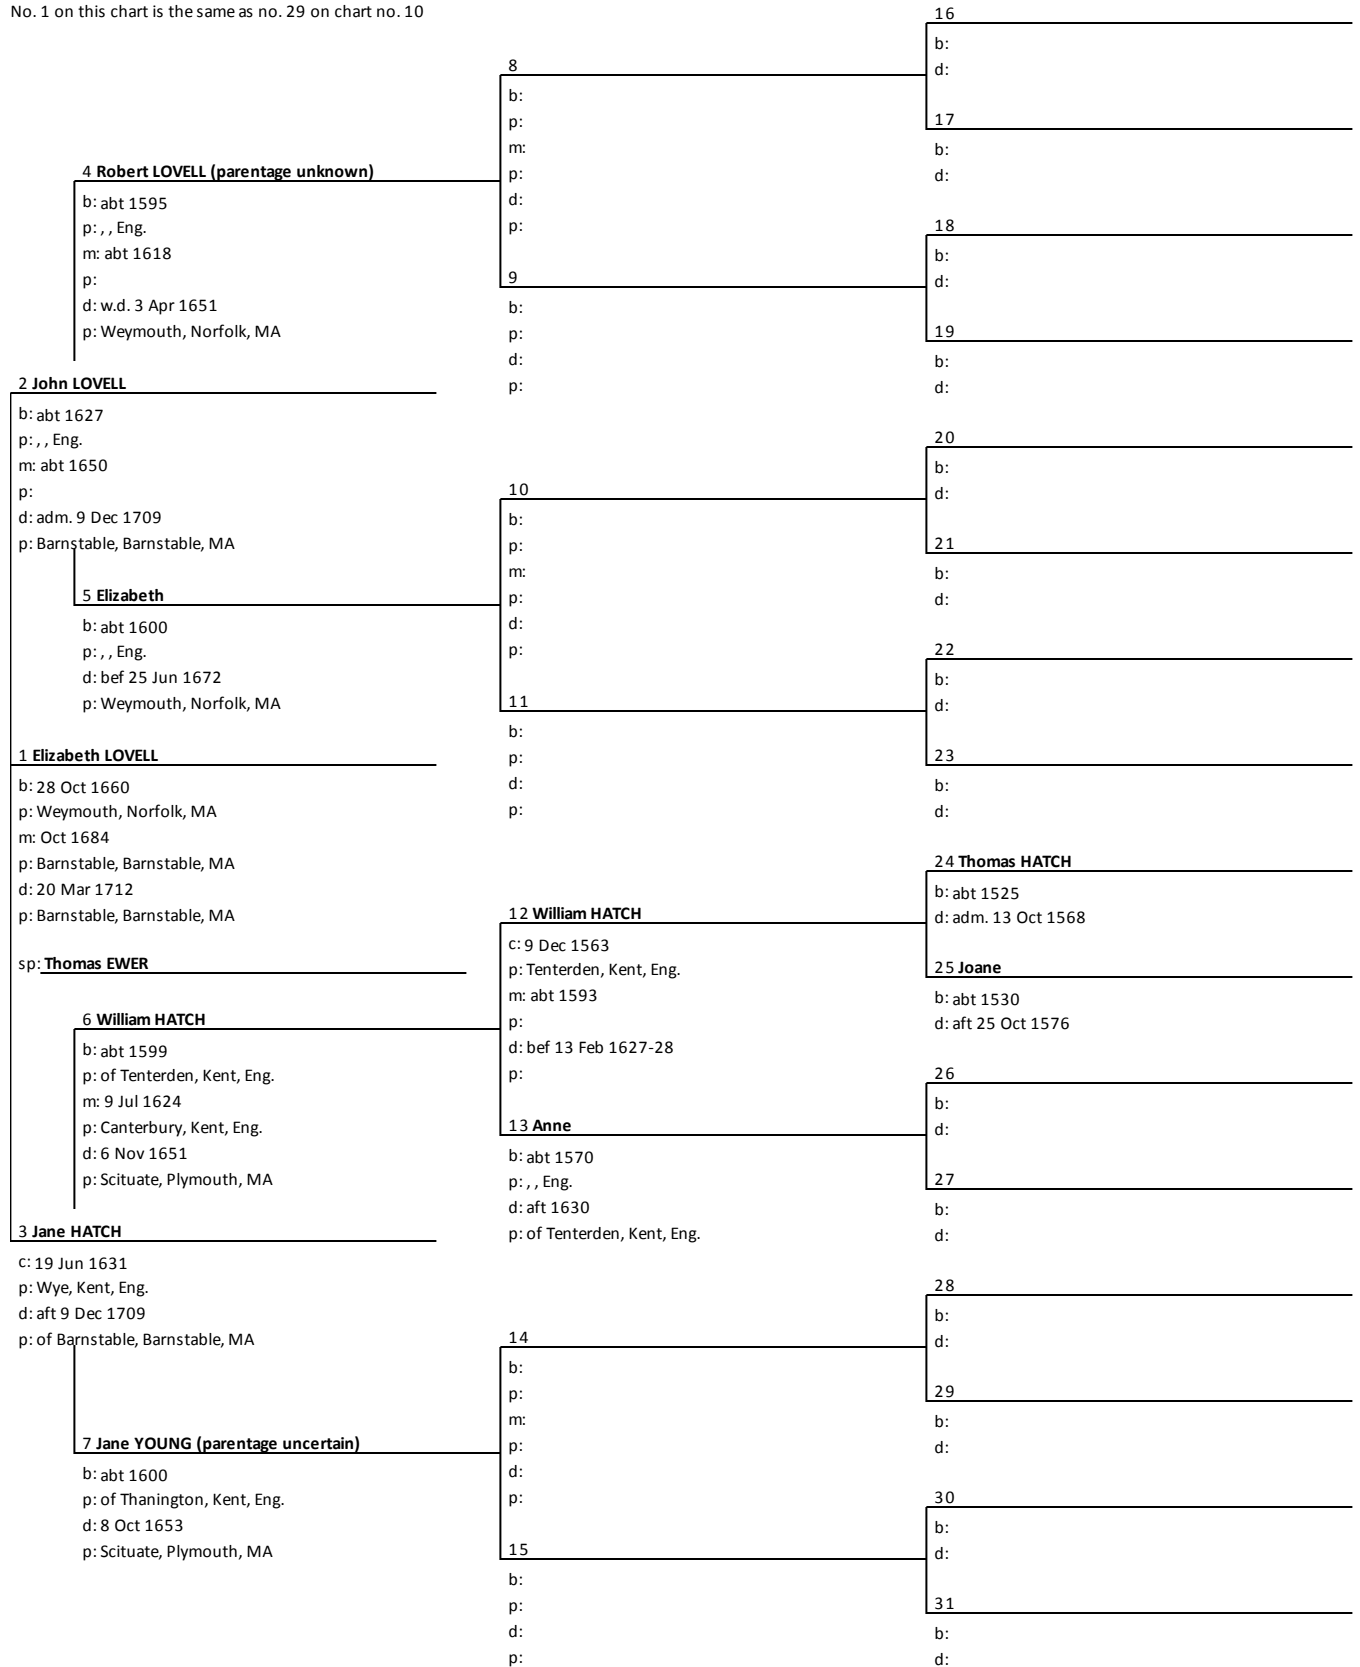 No. 1 on this chart is the same as no. 29 on chart no. 10
16
b:
d:
8
b:
p:
m:
p:
d:
p:
17
b:
d:
4 Robert LOVELL (parentage unknown)
b: abt 1595
p: , , Eng.
m: abt 1618
p:
d: w.d. 3 Apr 1651
p: Weymouth, Norfolk, MA
18
b:
d:
9
b:
p:
d:
p:
19
b:
d:
2 John LOVELL
b: abt 1627
p: , , Eng.
m: abt 1650
p:
d: adm. 9 Dec 1709
p: Barnstable, Barnstable, MA
20
b:
d:
10
b:
p:
m:
p:
d:
p:
21
b:
d:
5 Elizabeth
b: abt 1600
p: , , Eng.
d: bef 25 Jun 1672
p: Weymouth, Norfolk, MA
22
b:
d:
11
b:
p:
d:
p:
23
b:
d:
1 Elizabeth LOVELL
b: 28 Oct 1660
p: Weymouth, Norfolk, MA
m: Oct 1684
p: Barnstable, Barnstable, MA
d: 20 Mar 1712
p: Barnstable, Barnstable, MA
sp: Thomas EWER
24 Thomas HATCH
b: abt 1525
d: adm. 13 Oct 1568
12 William HATCH
c: 9 Dec 1563
p: Tenterden, Kent, Eng.
m: abt 1593
p:
d: bef 13 Feb 1627-28
p:
25 Joane
b: abt 1530
d: aft 25 Oct 1576
6 William HATCH
b: abt 1599
p: of Tenterden, Kent, Eng.
m: 9 Jul 1624
p: Canterbury, Kent, Eng.
d: 6 Nov 1651
p: Scituate, Plymouth, MA
26
b:
d:
13 Anne
b: abt 1570
p: , , Eng.
d: aft 1630
p: of Tenterden, Kent, Eng.
27
b:
d:
3 Jane HATCH
c: 19 Jun 1631
p: Wye, Kent, Eng.
d: aft 9 Dec 1709
p: of Barnstable, Barnstable, MA
28
b:
d:
14
b:
p:
m:
p:
d:
p:
29
b:
d:
7 Jane YOUNG (parentage uncertain)
b: abt 1600
p: of Thanington, Kent, Eng.
d: 8 Oct 1653
p: Scituate, Plymouth, MA
30
b:
d:
15
b:
p:
d:
p:
31
b:
d: